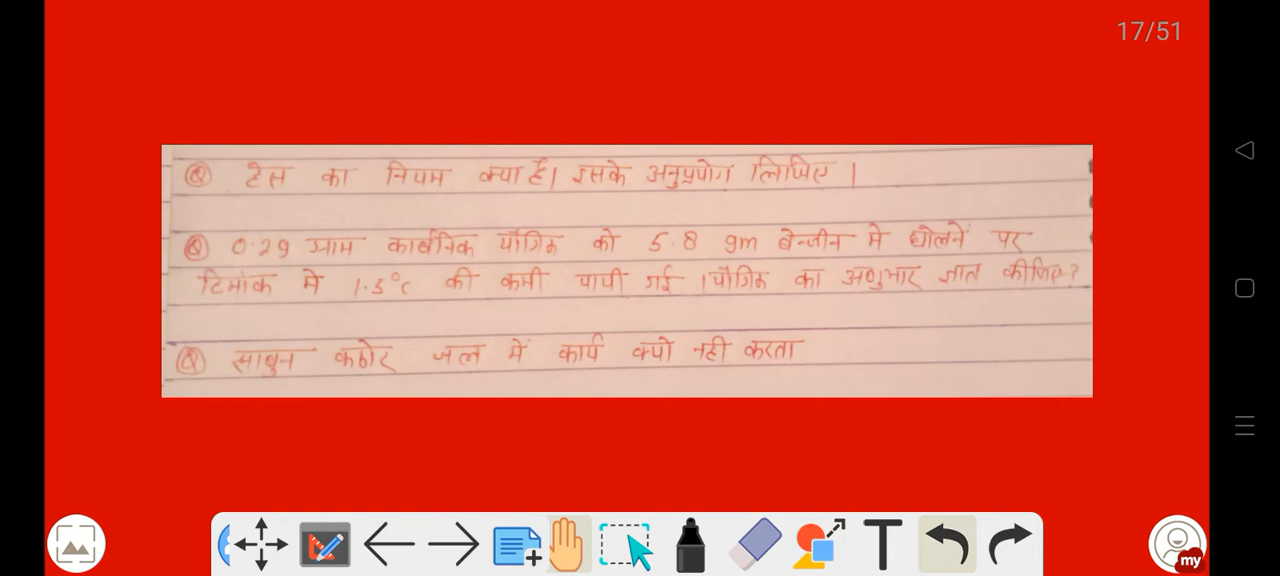 17/51
Q हेस का नियम क्या है। इसके अनुप्रयोग लिखिए।
Q 0.29 ग्राम कार्बनिक यौगिक को 5.8 gm बेन्जीन में घोलने पर
हिमांक में 1.5°c की कमी पायी गई। यौगिक का अणुभार ज्ञात कीजिए?
Q साबुन कठोर जल में कार्य क्यो नही करता
T
my